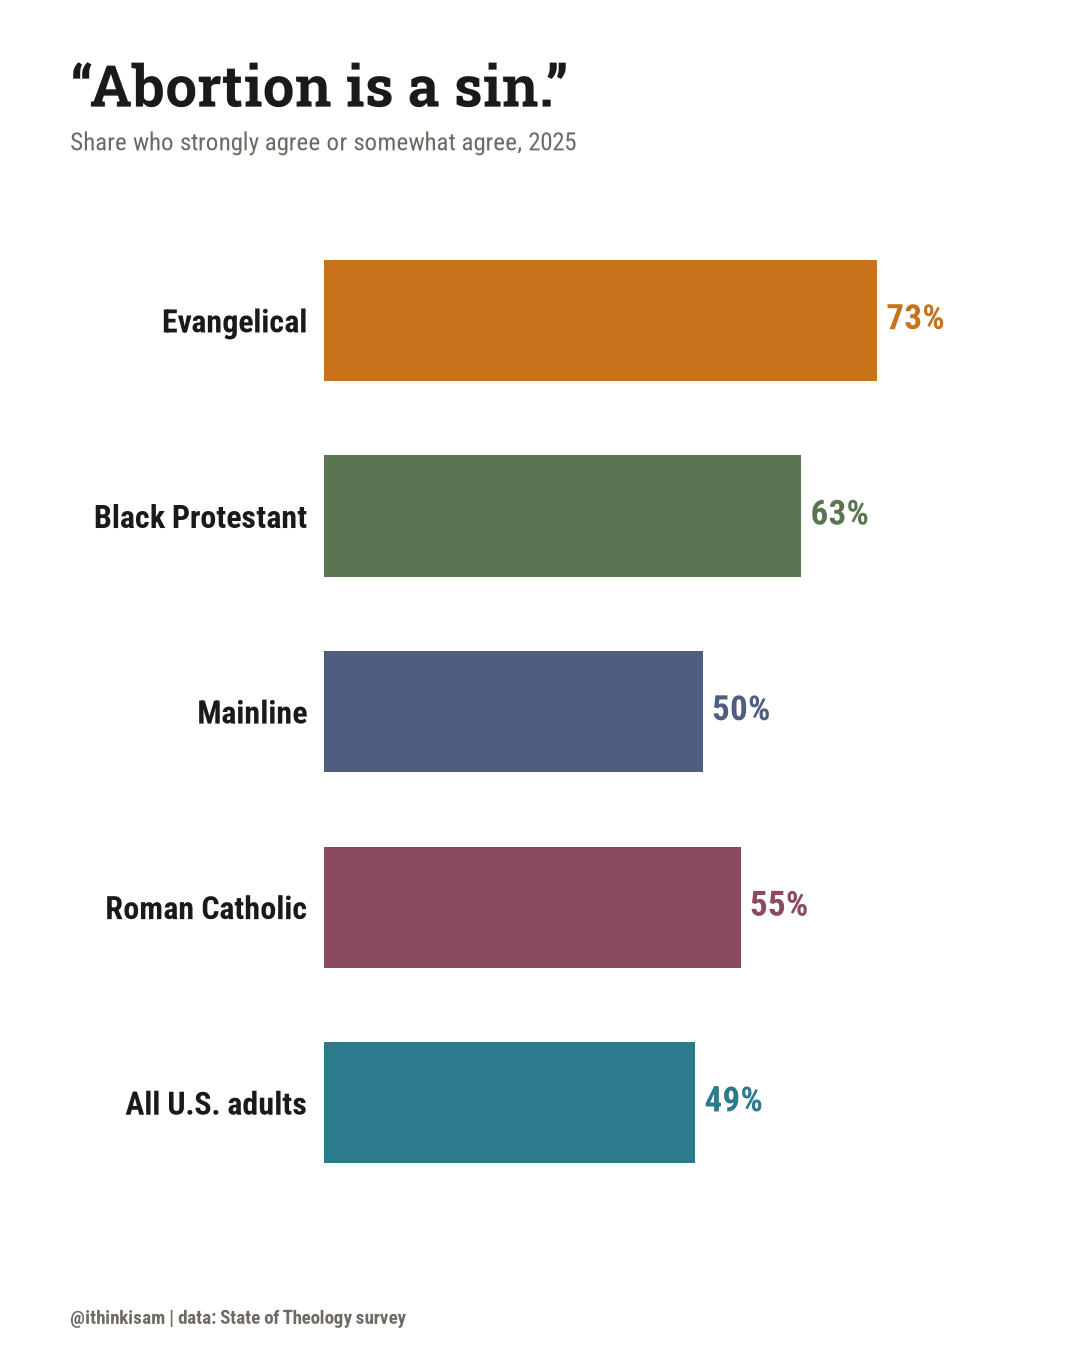 “Abortion is a sin.”
Share who strongly agree or somewhat agree, 2025
Evangelical 73%
Black Protestant 63%
Mainline 50%
Roman Catholic 55%
All U.S. adults 49%
@ithinkisam | data: State of Theology survey